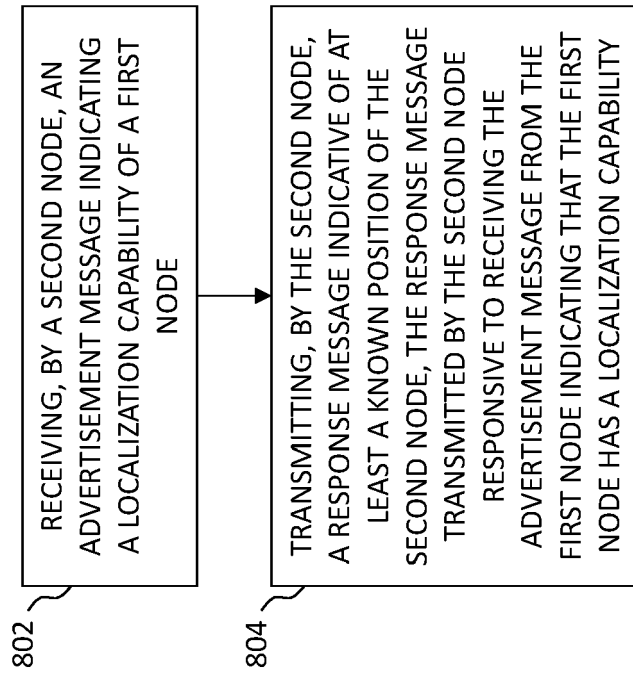 802
RECEIVING, BY A SECOND NODE, AN
ADVERTISEMENT MESSAGE INDICATING
A LOCALIZATION CAPABILITY OF A FIRST
NODE
804
TRANSMITTING, BY THE SECOND NODE,
A RESPONSE MESSAGE INDICATIVE OF AT
LEAST A KNOWN POSITION OF THE
SECOND NODE, THE RESPONSE MESSAGE
TRANSMITTED BY THE SECOND NODE
RESPONSIVE TO RECEIVING THE
ADVERTISEMENT MESSAGE FROM THE
FIRST NODE INDICATING THAT THE FIRST
NODE HAS A LOCALIZATION CAPABILITY